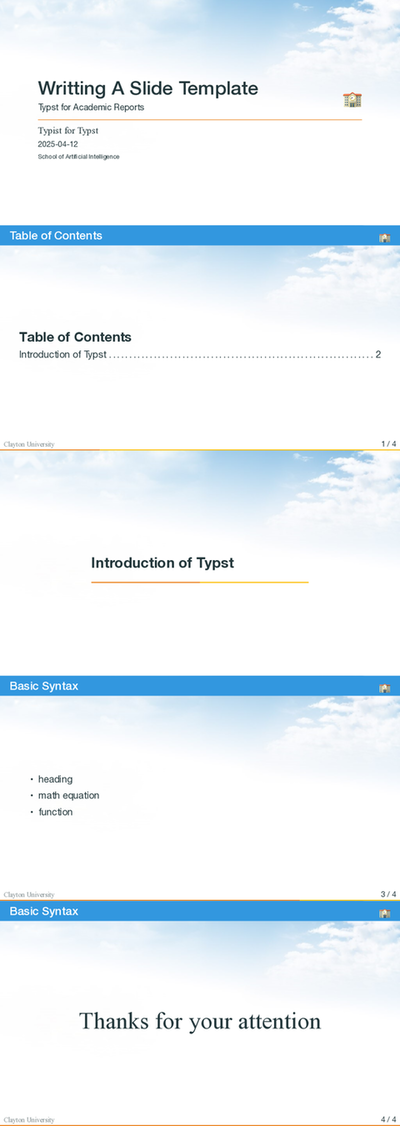 Writting A Slide Template
Typst for Academic Reports
Typist for Typst
2025-04-12
School of Artificial Intelligence
Table of Contents
Table of Contents
Introduction of Typst ........................................................................ 2
Clayton University
1 / 4
Introduction of Typst
Basic Syntax
• heading
• math equation
• function
Clayton University
3 / 4
Basic Syntax
Thanks for your attention
Clayton University
4 / 4